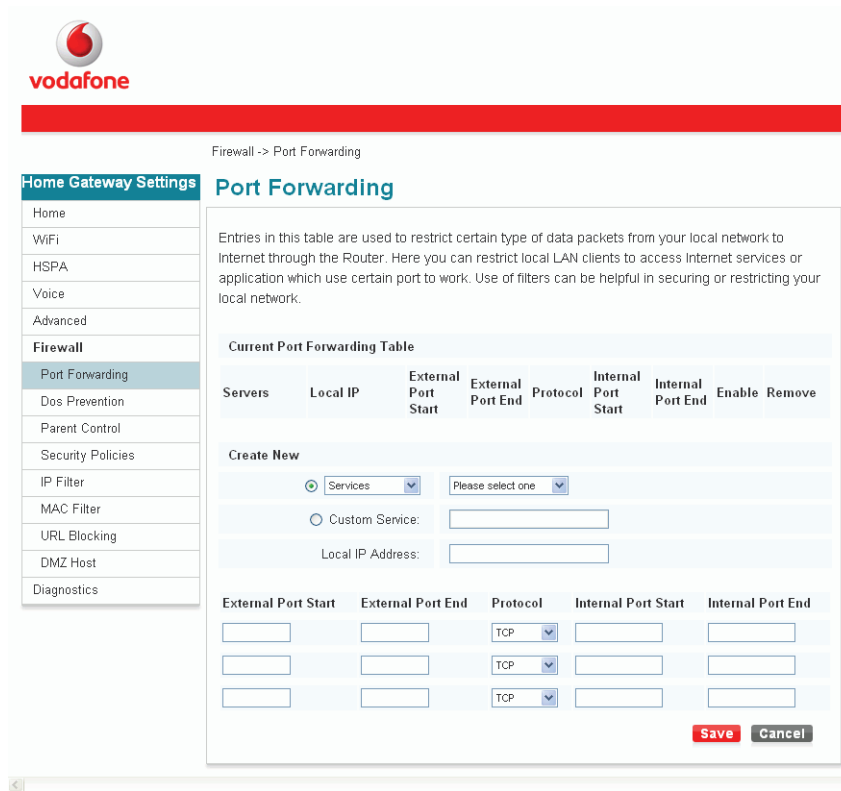 vodafone
Firewall -> Port Forwarding
Home Gateway Settings
Home
WiFi
HSPA
Voice
Advanced
Firewall
Port Forwarding
Dos Prevention
Parent Control
Security Policies
IP Filter
MAC Filter
URL Blocking
DMZ Host
Diagnostics
Port Forwarding
Entries in this table are used to restrict certain type of data packets from your local network to
Internet through the Router. Here you can restrict local LAN clients to access Internet services or
application which use certain port to work. Use of filters can be helpful in securing or restricting your
local network.
Current Port Forwarding Table
Servers Local IP External Port Start External Port End Protocol Internal Port Start Internal Port End Enable Remove
Create New
Services Please select one
Custom Service:
Local IP Address:
External Port Start External Port End Protocol Internal Port Start Internal Port End
TCP
TCP
TCP
Save Cancel